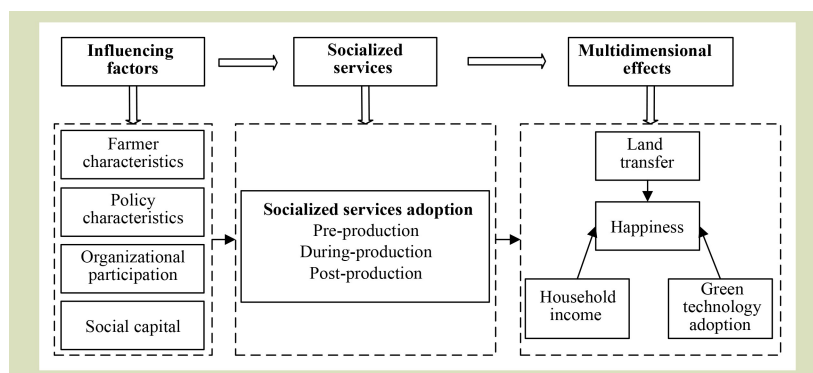 Influencing
factors
Socialized
services
Multidimensional
effects
Farmer
characteristics
Policy
characteristics
Organizational
participation
Social capital
Socialized services adoption
Pre-production
During-production
Post-production
Land
transfer
Happiness
Household
income
Green
technology
adoption